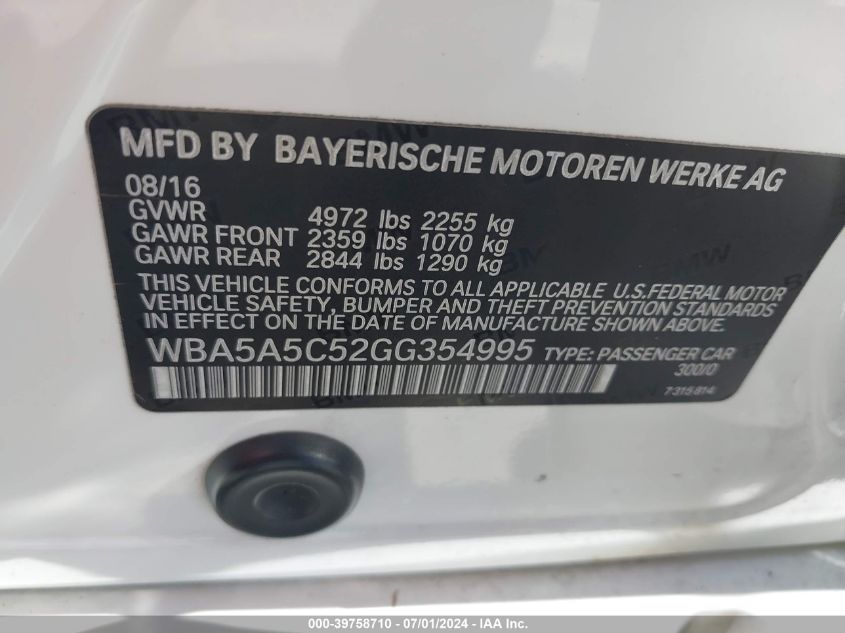 MFD BY BAYERISCHE MOTOREN WERKE AG
08/16
GVWR 4972 lbs 2255 kg
GAWR FRONT 2359 lbs 1070 kg
GAWR REAR 2844 lbs 1290 kg
THIS VEHICLE CONFORMS TO ALL APPLICABLE U.S.FEDERAL MOTOR
VEHICLE SAFETY, BUMPER AND THEFT PREVENTION STANDARDS
IN EFFECT ON THE DATE OF MANUFACTURE SHOWN ABOVE.
WBA5A5C52GG354995 TYPE: PASSENGER CAR
300/0
7315814
000-39758710 - 07/01/2024 - IAA Inc.